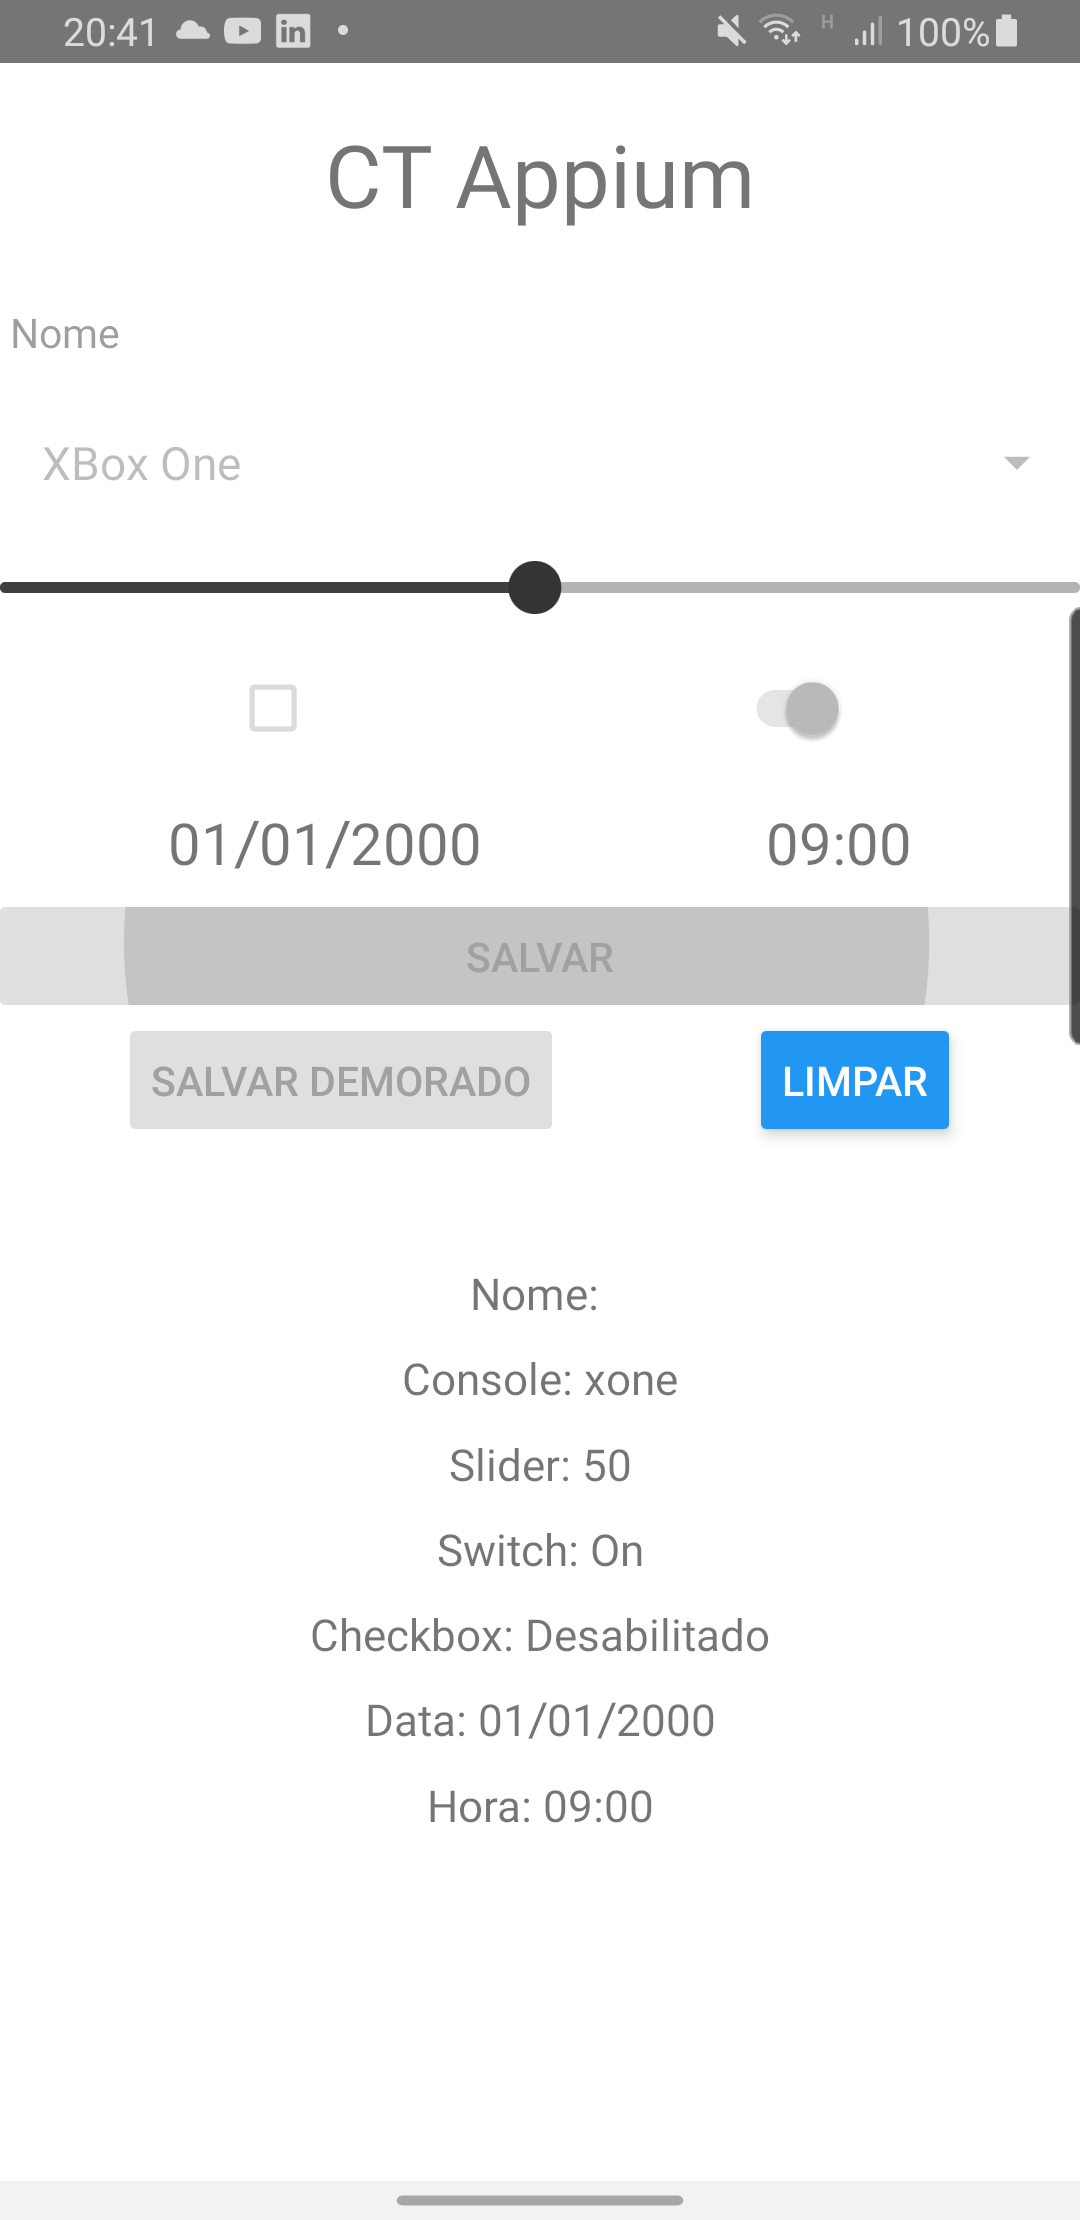 20:41 in H 100%
CT Appium
Nome
XBox One
01/01/2000 09:00
SALVAR
SALVAR DEMORADO LIMPAR
Nome:
Console: xone
Slider: 50
Switch: On
Checkbox: Desabilitado
Data: 01/01/2000
Hora: 09:00